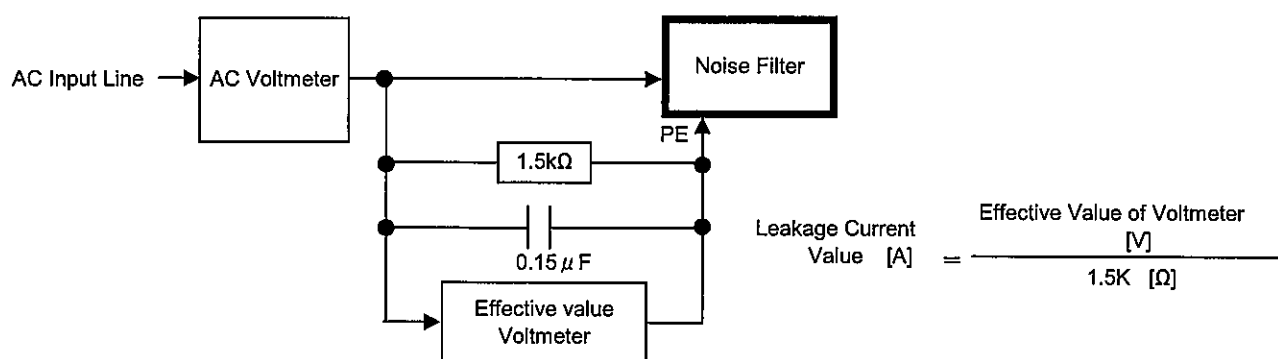 AC Input Line
AC Voltmeter
Noise Filter
PE
1.5kΩ
0.15μF
Effective value
Voltmeter
Leakage Current
Value [A]
=
Effective Value of Voltmeter
[V]
1.5K [Ω]